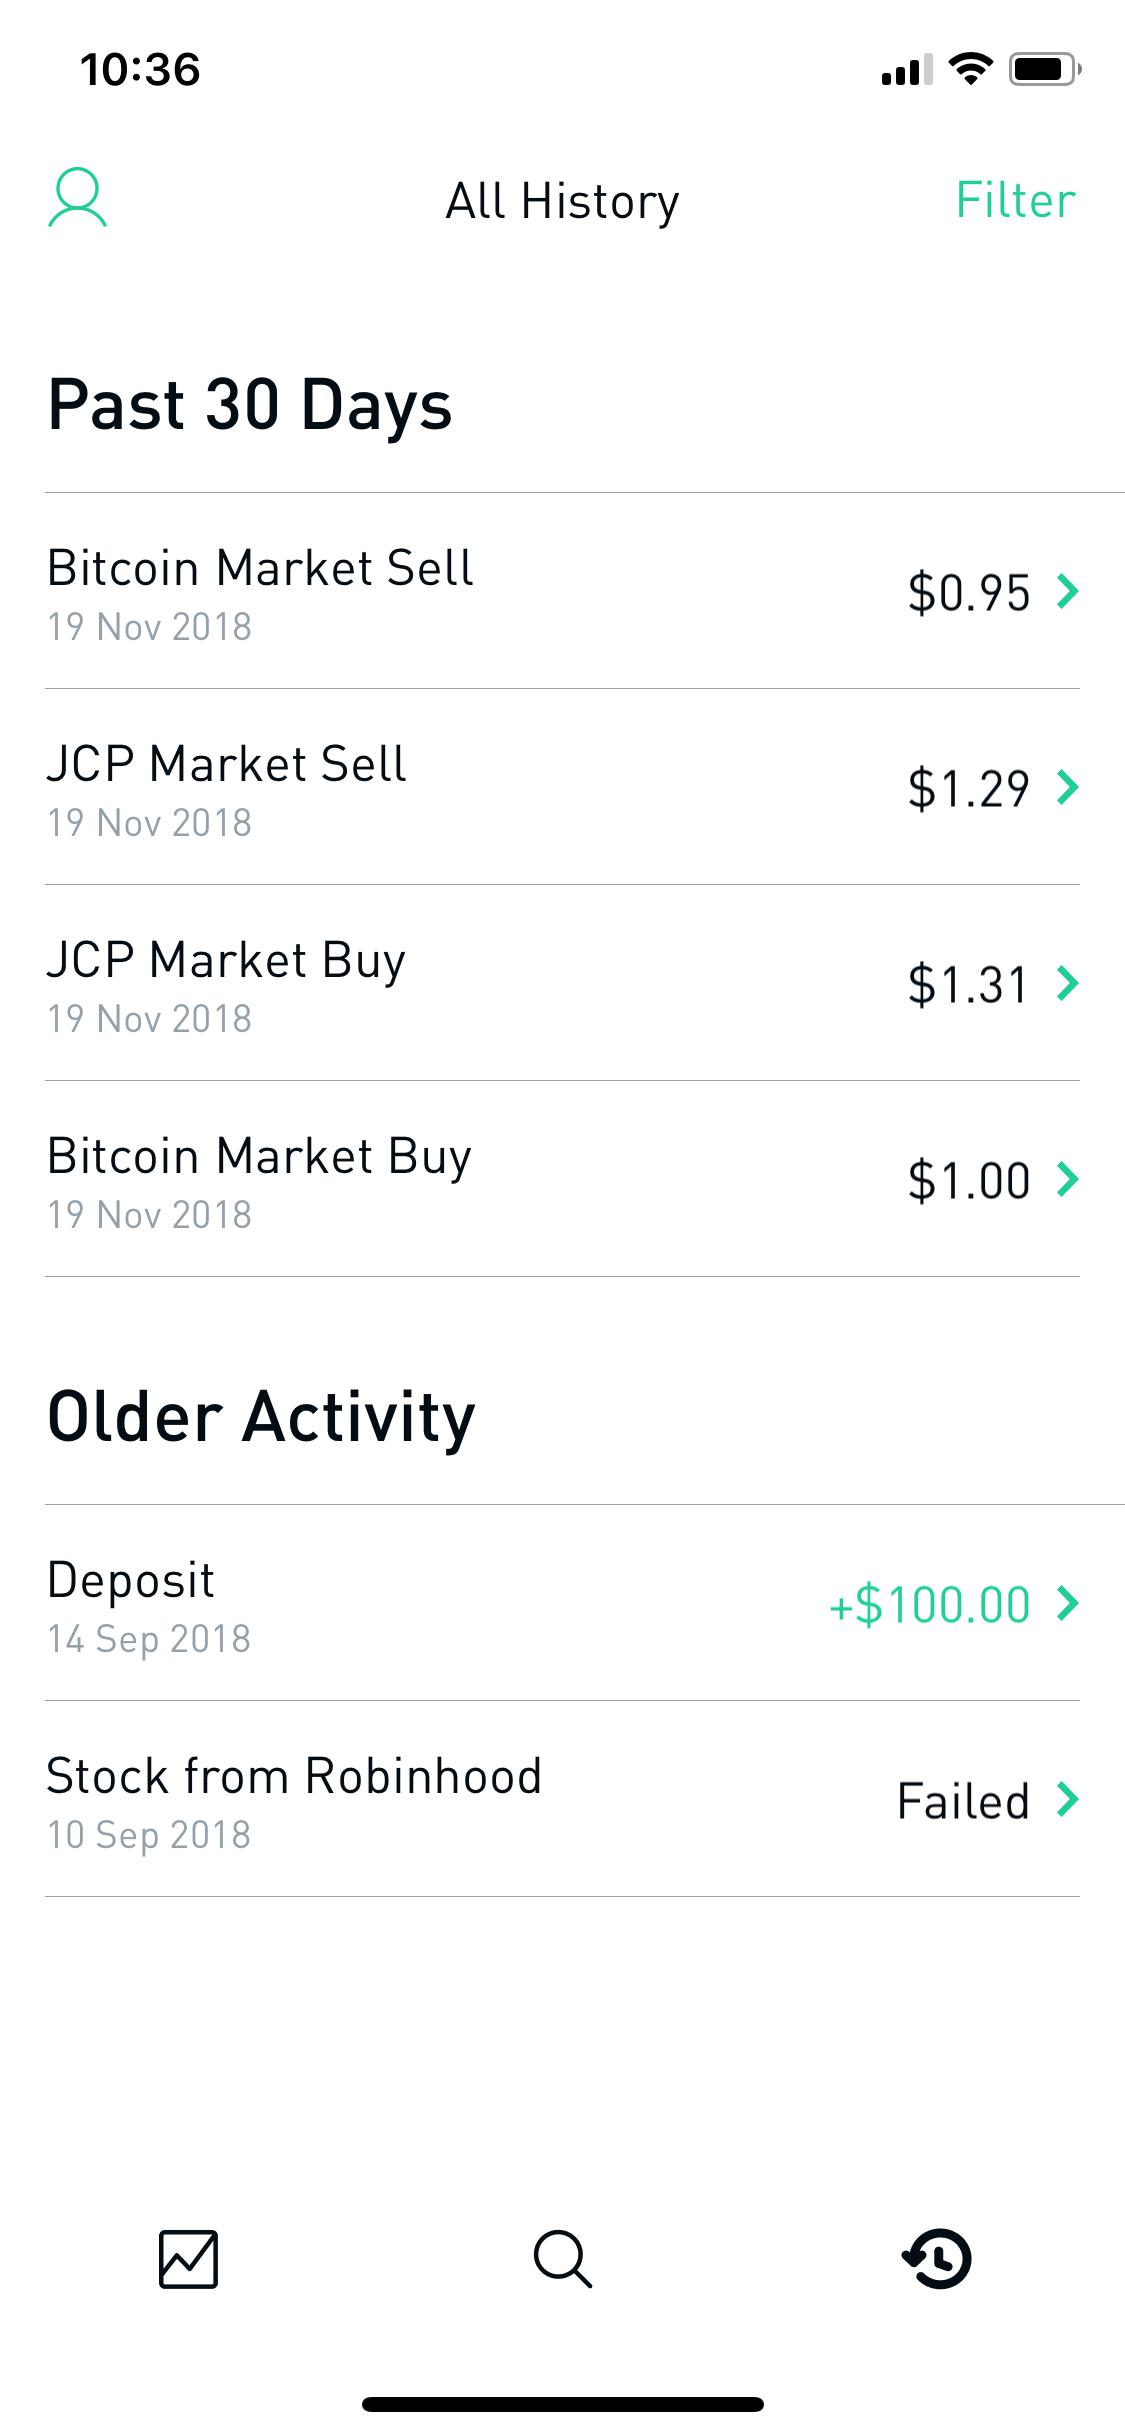 10:36
All History
Filter
Past 30 Days
Bitcoin Market Sell
19 Nov 2018
$0.95
JCP Market Sell
19 Nov 2018
$1.29
JCP Market Buy
19 Nov 2018
$1.31
Bitcoin Market Buy
19 Nov 2018
$1.00
Older Activity
Deposit
14 Sep 2018
+$100.00
Stock from Robinhood
10 Sep 2018
Failed